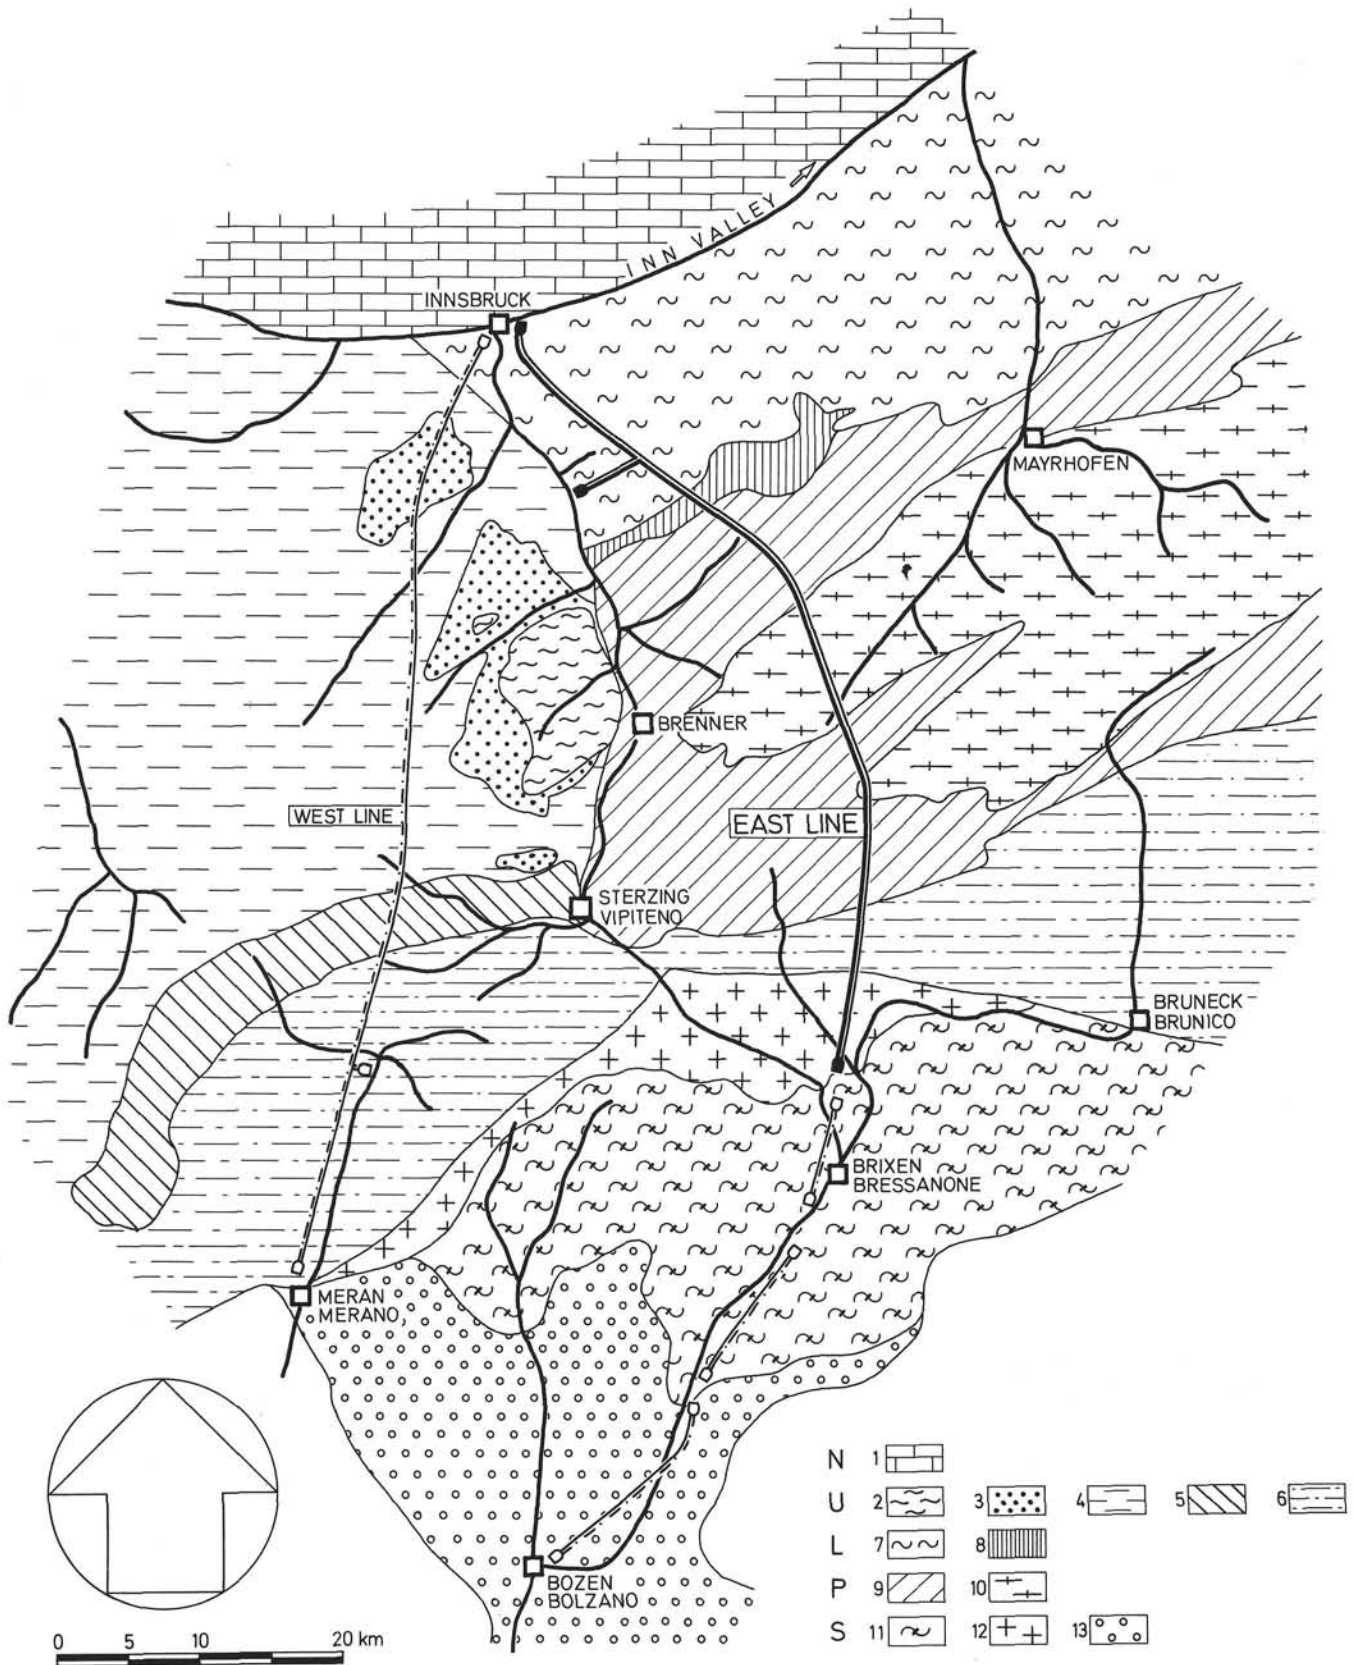 INN VALLEY
INNSBRUCK
MAYRHOFEN
BRENNER
WEST LINE
EAST LINE
STERZING
VIPITENO
BRUNECK
BRUNICO
BRIXEN
BRESSANONE
MERAN
MERANO
BOZEN
BOLZANO
N 1
U 2 3 4 5 6
L 7 8
P 9 10
S 11 12 13
0 5 10 20 km